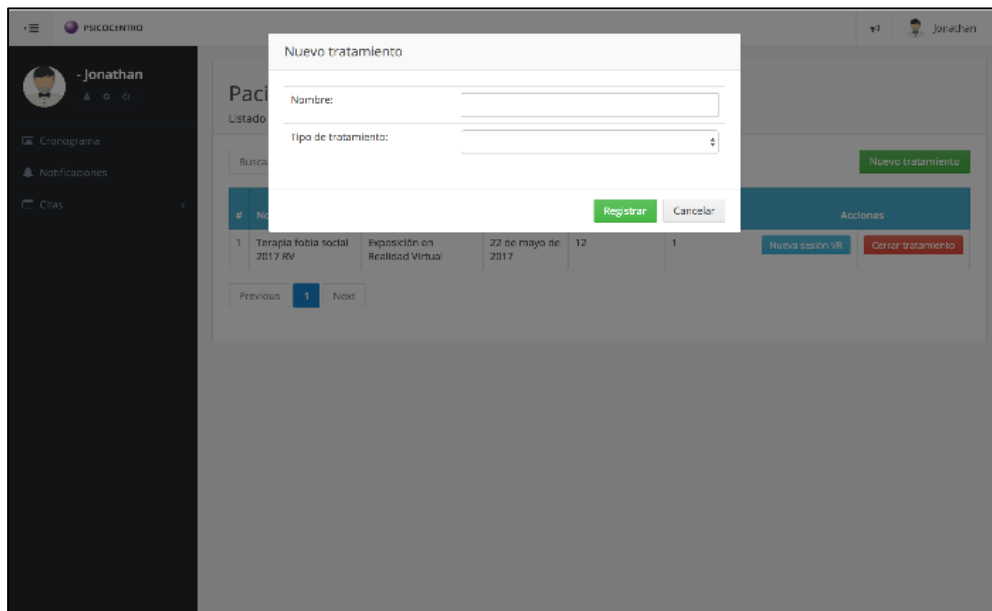 PSICOCENTRO
Jonathan
- Jonathan
Cronograma
Notificaciones
Citas
Nuevo tratamiento
Nombre:
Tipo de tratamiento:
Registrar Cancelar
Paci
Listado
Busca
Nuevo tratamiento
# No Acciones
1 Terapia fobia social 2017 RV Exposición en Realidad Virtual 22 de mayo de 2017 12 1 Nueva sesión VR Cerrar tratamiento
Previous 1 Next